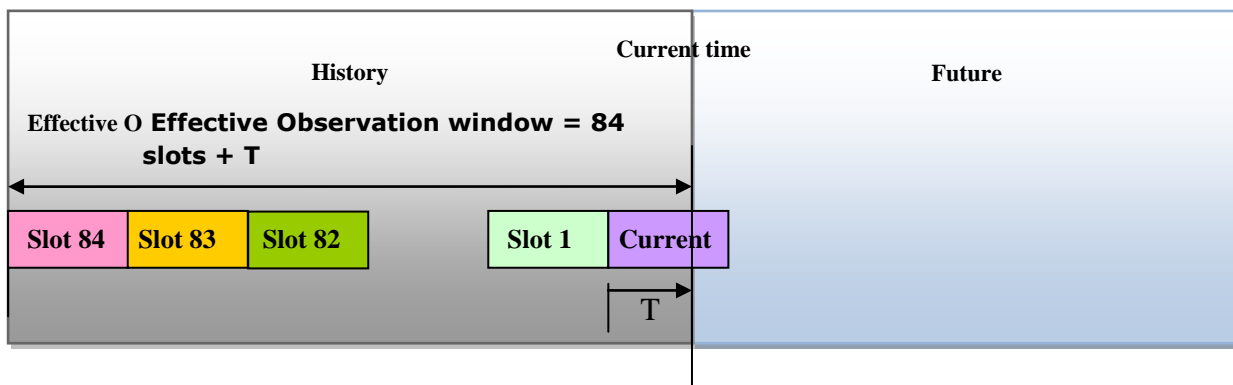 Current time
History
Future
Effective O Effective Observation window = 84
slots + T
Slot 84
Slot 83
Slot 82
Slot 1
Current
T